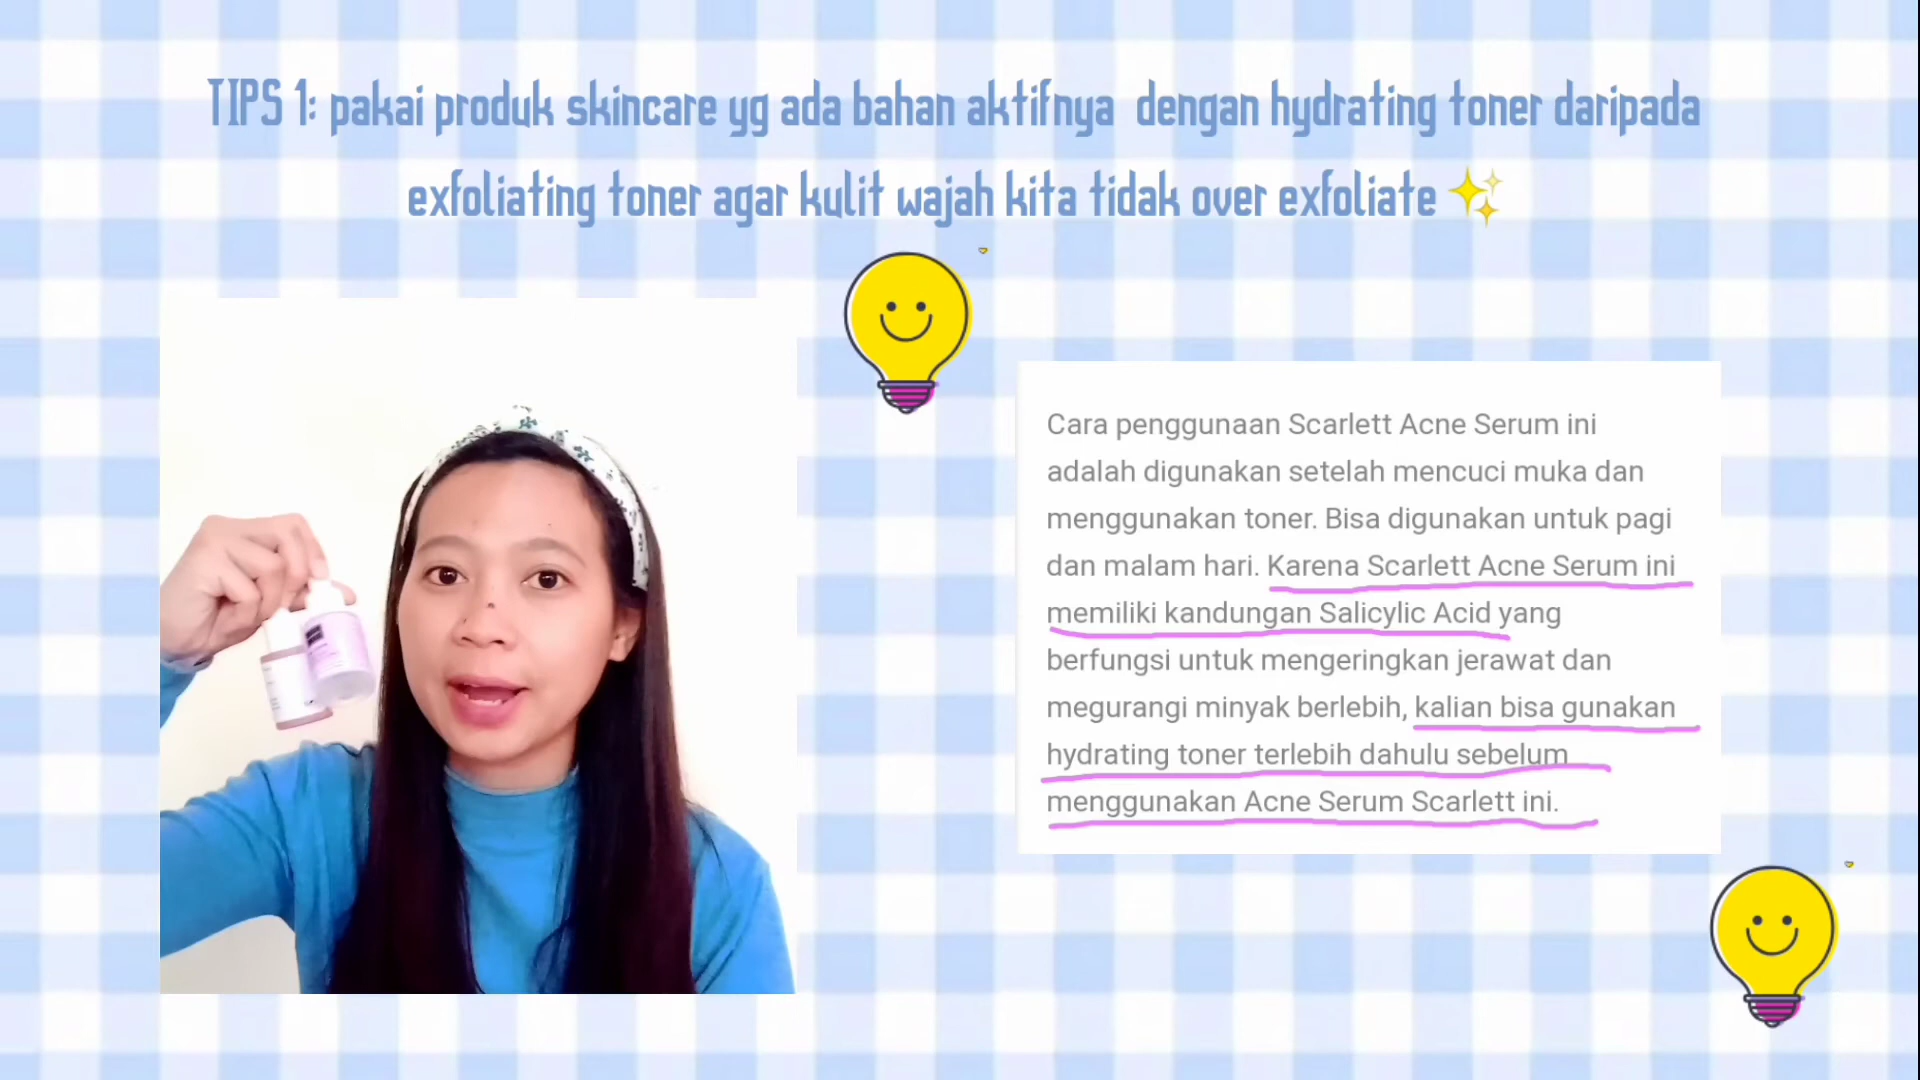 TIPS 1: pakai produk skincare yg ada bahan aktifnya dengan hydrating toner daripada
exfoliating toner agar kulit wajah kita tidak over exfoliate ✨
Cara penggunaan Scarlett Acne Serum ini
adalah digunakan setelah mencuci muka dan
menggunakan toner. Bisa digunakan untuk pagi
dan malam hari. Karena Scarlett Acne Serum ini
memiliki kandungan Salicylic Acid yang
berfungsi untuk mengeringkan jerawat dan
megurangi minyak berlebih, kalian bisa gunakan
hydrating toner terlebih dahulu sebelum
menggunakan Acne Serum Scarlett ini.